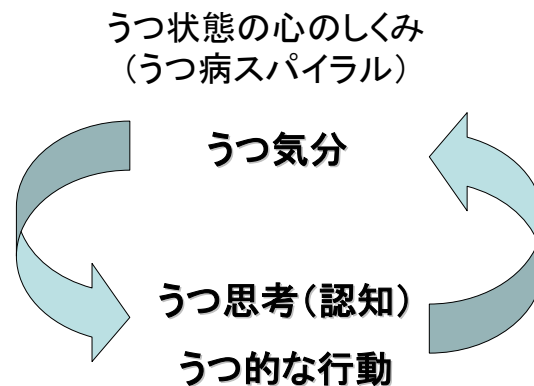 うつ状態の心のしくみ
（うつ病スパイラル）
うつ気分
うつ思考（認知）
うつ的な行動